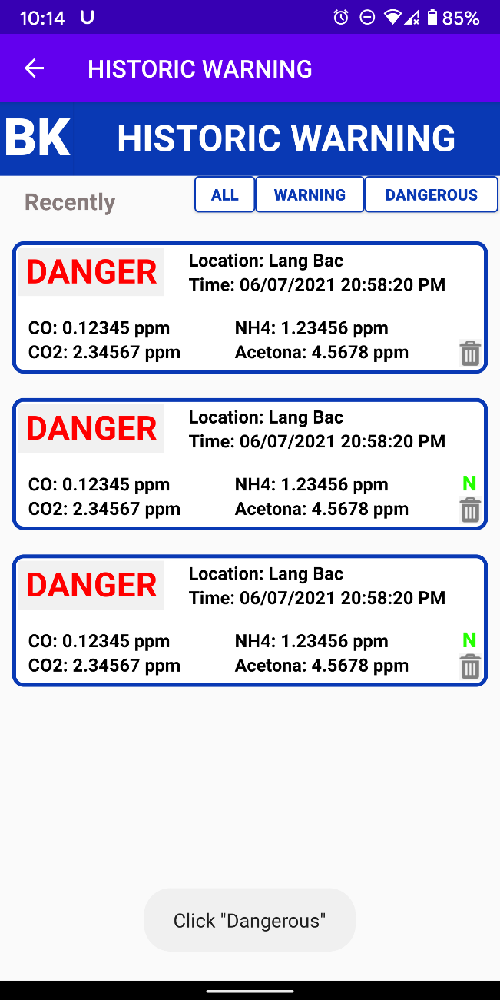 10:14 U 85%
HISTORIC WARNING
BK HISTORIC WARNING
Recently ALL WARNING DANGEROUS
DANGER Location: Lang Bac
Time: 06/07/2021 20:58:20 PM
CO: 0.12345 ppm NH4: 1.23456 ppm
CO2: 2.34567 ppm Acetona: 4.5678 ppm
DANGER Location: Lang Bac
Time: 06/07/2021 20:58:20 PM
CO: 0.12345 ppm NH4: 1.23456 ppm N
CO2: 2.34567 ppm Acetona: 4.5678 ppm
DANGER Location: Lang Bac
Time: 06/07/2021 20:58:20 PM
CO: 0.12345 ppm NH4: 1.23456 ppm N
CO2: 2.34567 ppm Acetona: 4.5678 ppm
Click "Dangerous"